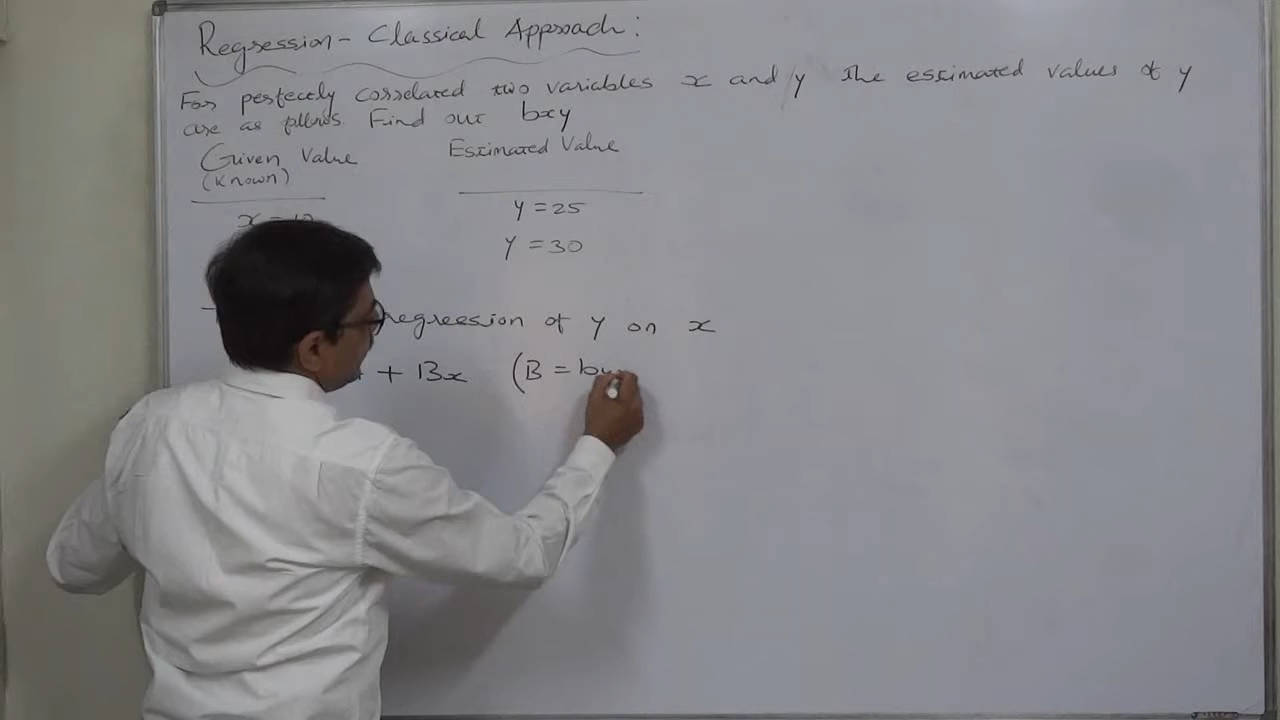 Regression - Classical Approach :
For perfectly correlated two variables x and y the estimated values of y
are as follows. Find out bxy
Given Value
(Known)
Estimated Value
y = 25
y = 30
regression of y on x
+ Bx (B = by